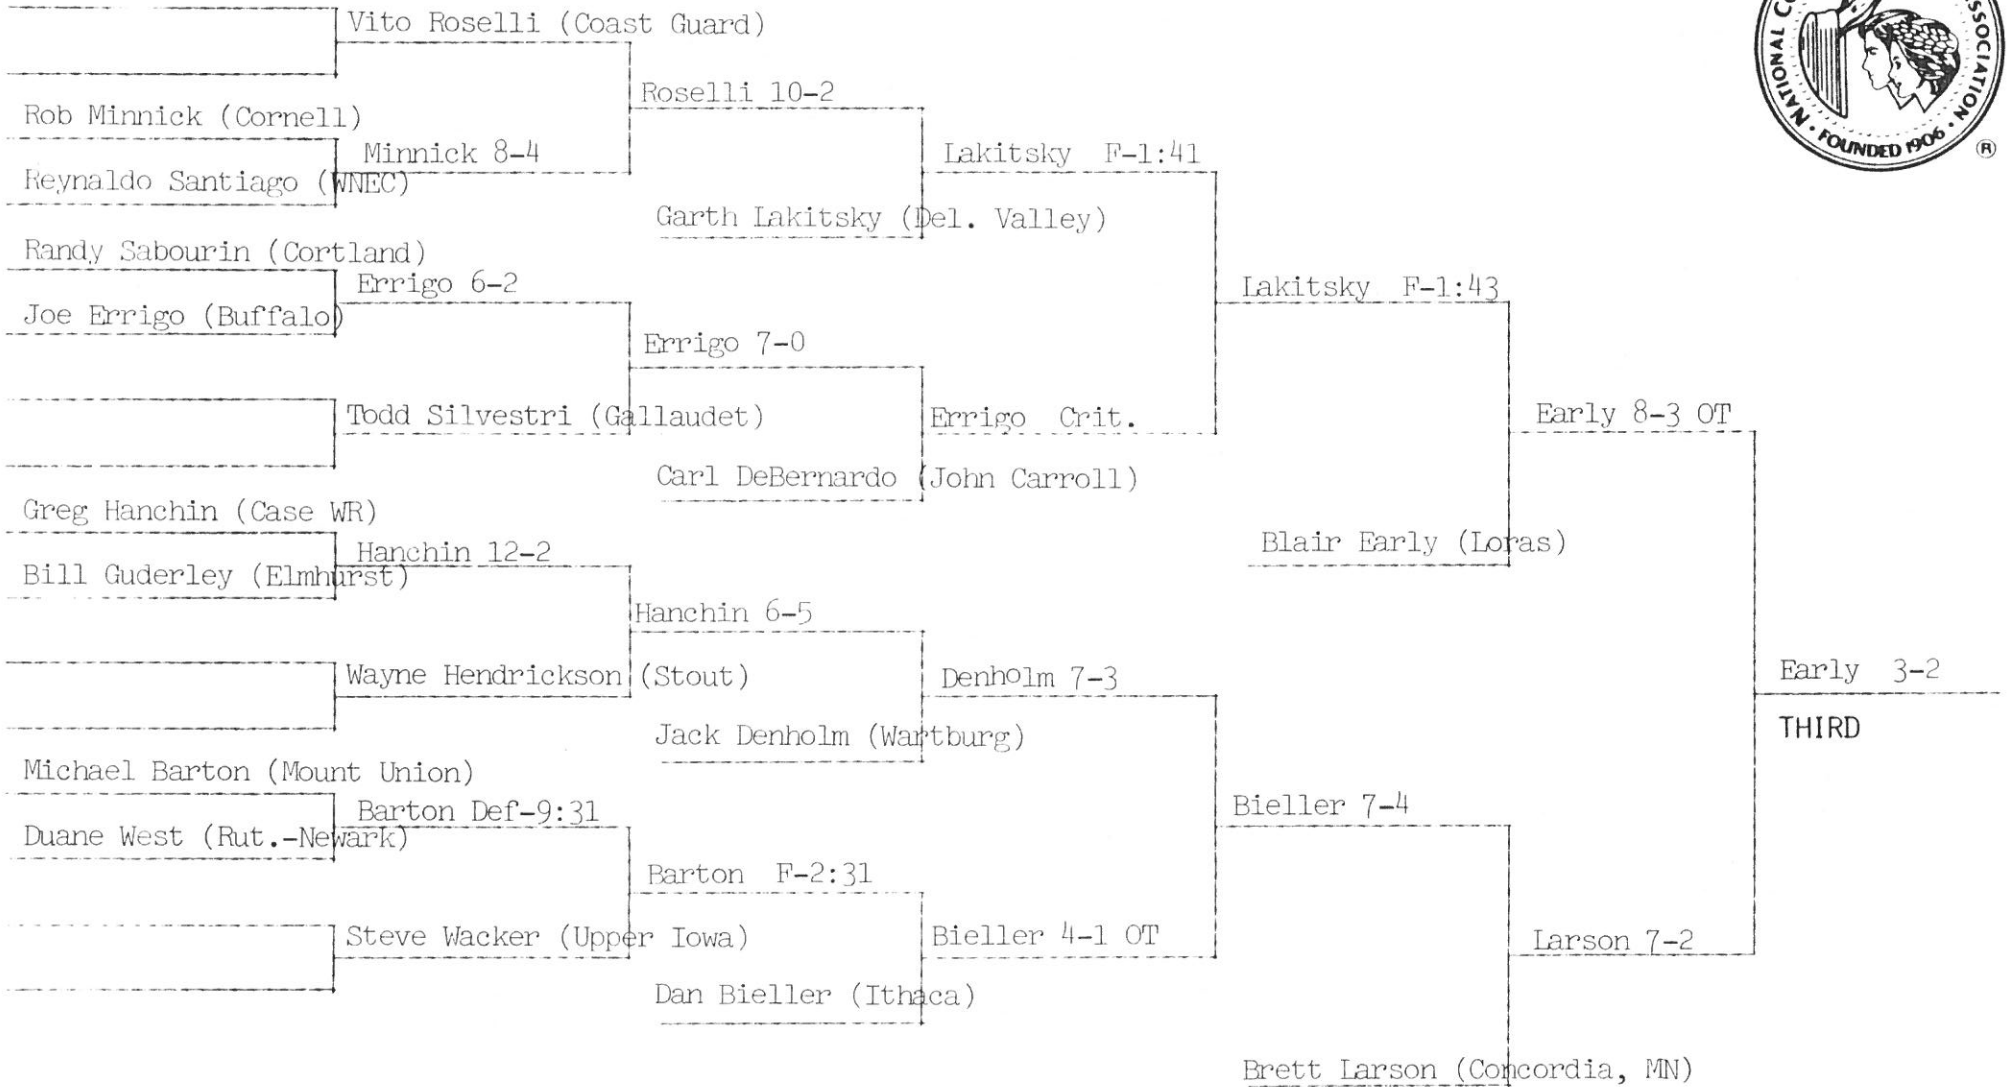 Vito Roselli (Coast Guard)
Roselli 10-2
Rob Minnick (Cornell)
Minnick 8-4
Lakitsky F-1:41
Reynaldo Santiago (WNEC)
Garth Lakitsky (Del. Valley)
Randy Sabourin (Cortland)
Errigo 6-2
Lakitsky F-1:43
Joe Errigo (Buffalo)
Errigo 7-0
Todd Silvestri (Gallaudet)
Errigo Crit.
Early 8-3 OT
Carl DeBernardo (John Carroll)
Greg Hanchin (Case WR)
Hanchin 12-2
Blair Early (Loras)
Bill Guderley (Elmhurst)
Hanchin 6-5
Wayne Hendrickson (Stout)
Denholm 7-3
Early 3-2
THIRD
Jack Denholm (Wartburg)
Michael Barton (Mount Union)
Barton Def-9:31
Bieller 7-4
Duane West (Rut.-Newark)
Barton F-2:31
Steve Wacker (Upper Iowa)
Bieller 4-1 OT
Larson 7-2
Dan Bieller (Ithaca)
Brett Larson (Concordia, MN)
NATIONAL
FOUNDED 1906
®